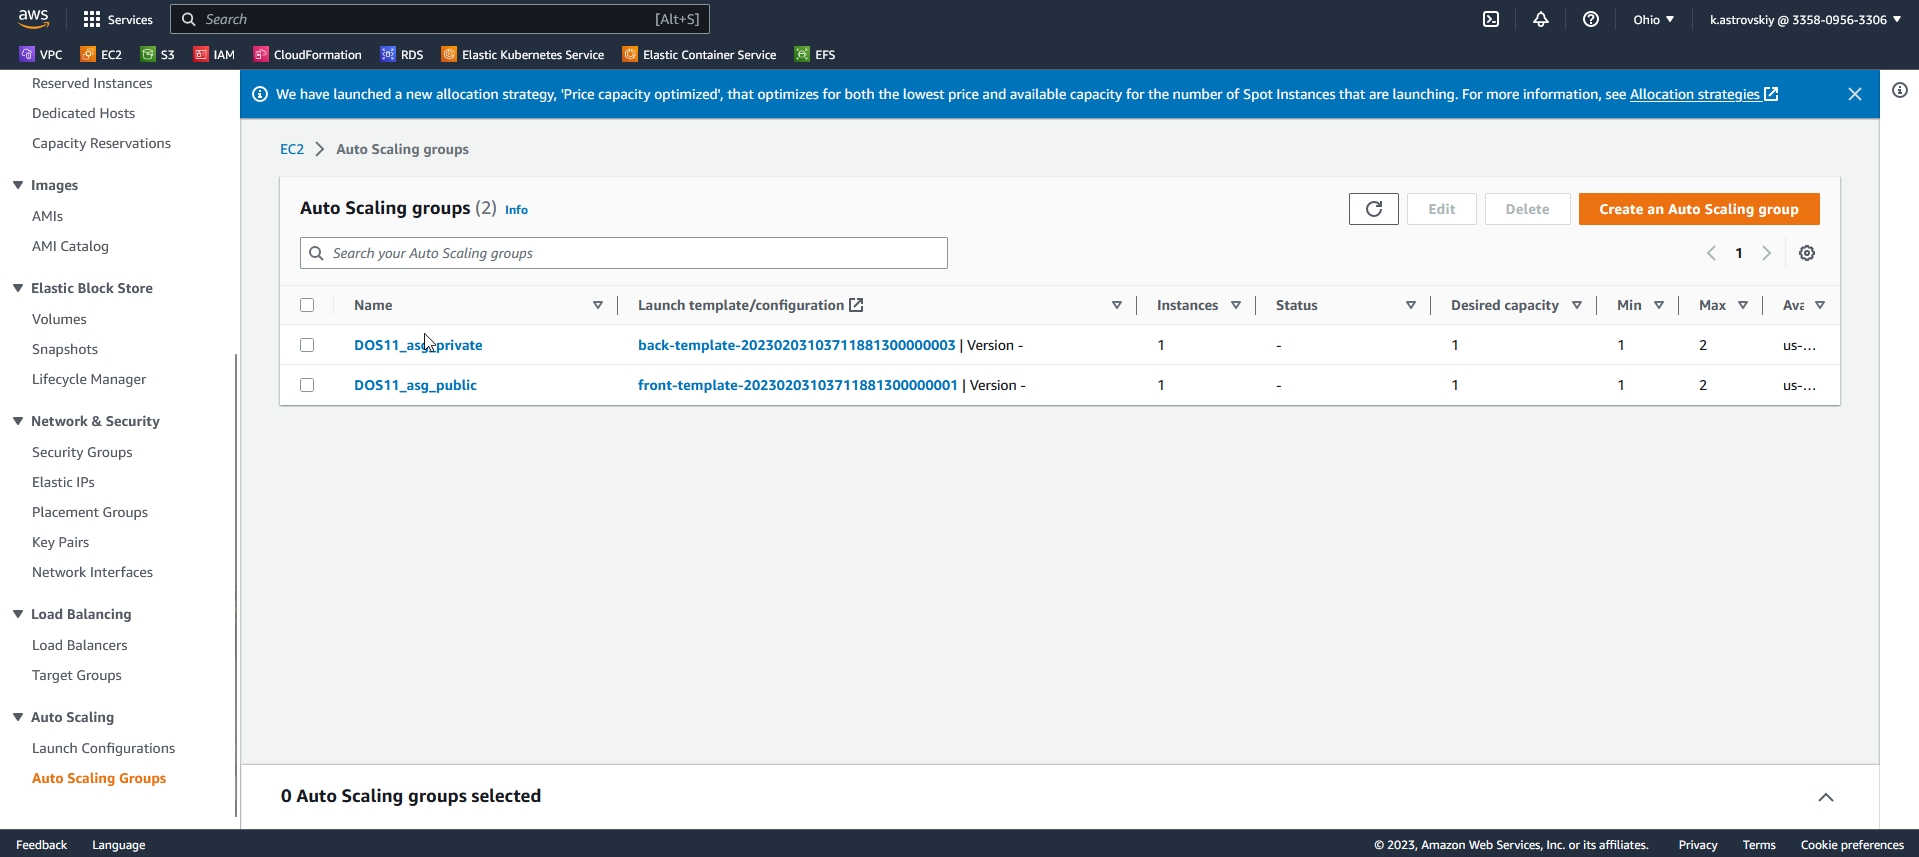 aws Services Search [Alt+S] Ohio k.astrovskiy @ 3358-0956-3306
VPC EC2 S3 IAM CloudFormation RDS Elastic Kubernetes Service Elastic Container Service EFS
Reserved Instances
Dedicated Hosts
Capacity Reservations
Images
AMIs
AMI Catalog
Elastic Block Store
Volumes
Snapshots
Lifecycle Manager
Network & Security
Security Groups
Elastic IPs
Placement Groups
Key Pairs
Network Interfaces
Load Balancing
Load Balancers
Target Groups
Auto Scaling
Launch Configurations
Auto Scaling Groups
We have launched a new allocation strategy, 'Price capacity optimized', that optimizes for both the lowest price and available capacity for the number of Spot Instances that are launching. For more information, see Allocation strategies
EC2 > Auto Scaling groups
Auto Scaling groups (2) Info Edit Delete Create an Auto Scaling group
Search your Auto Scaling groups 1
Name Launch template/configuration Instances Status Desired capacity Min Max Ava
DOS11_asg_private back-template-20230203103711881300000003 | Version - 1 - 1 1 2 us-...
DOS11_asg_public front-template-20230203103711881300000001 | Version - 1 - 1 1 2 us-...
0 Auto Scaling groups selected
Feedback Language © 2023, Amazon Web Services, Inc. or its affiliates. Privacy Terms Cookie preferences